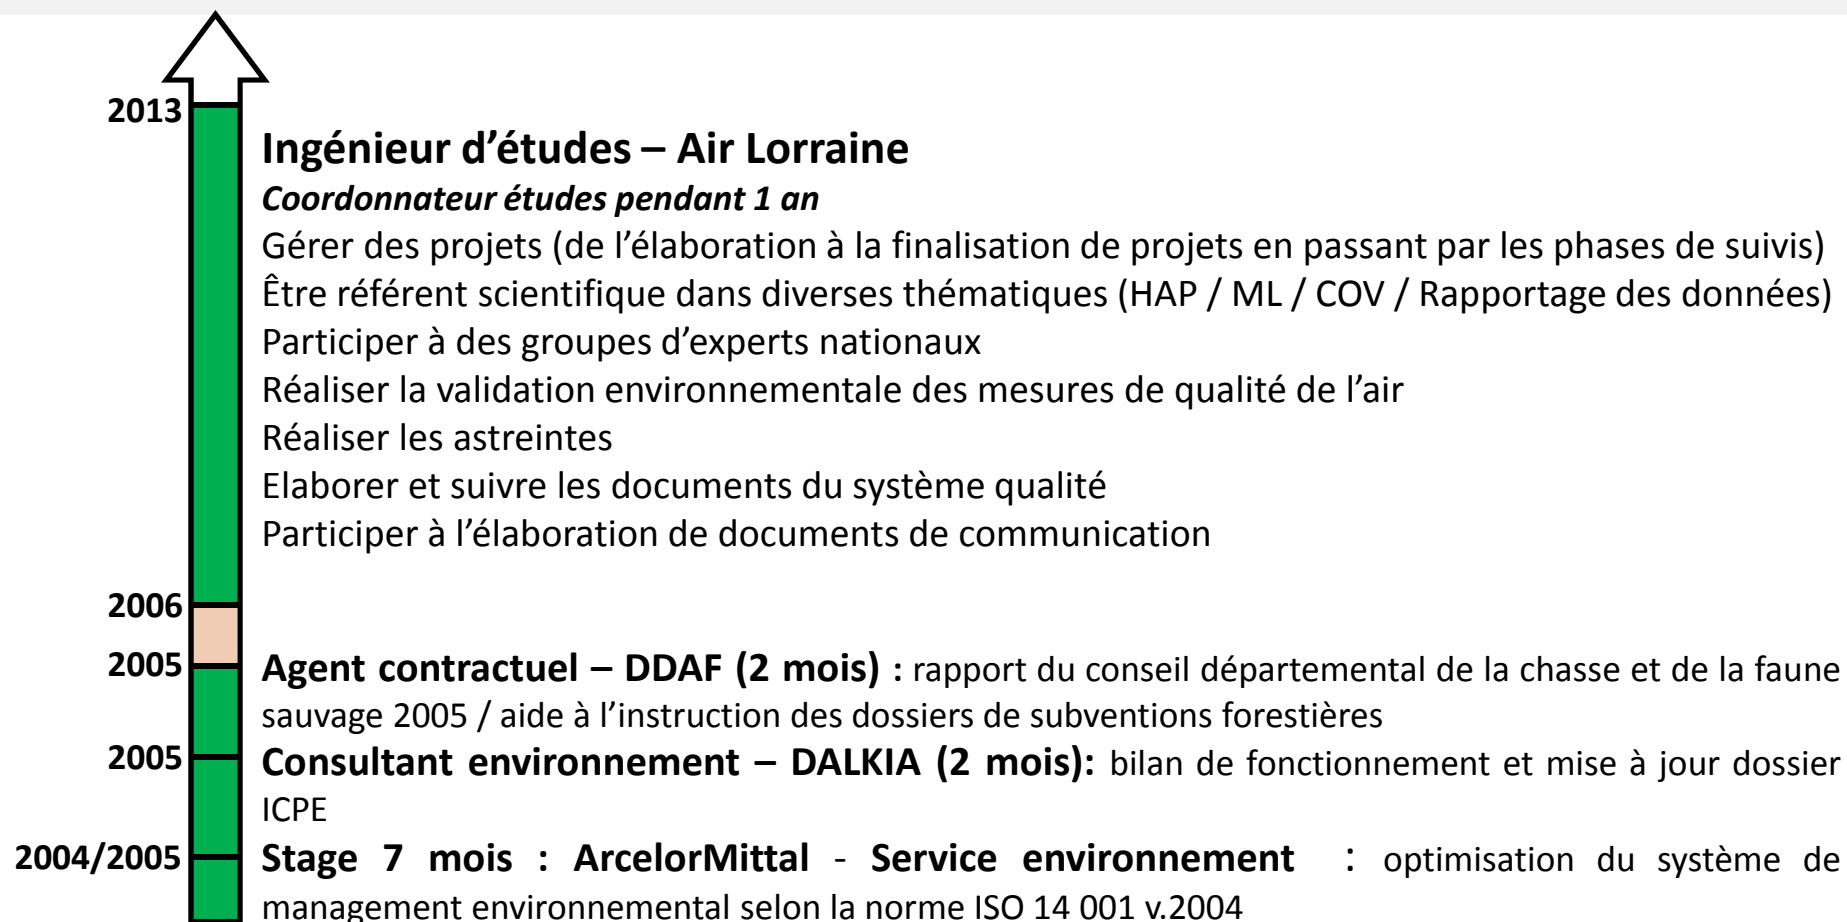 2013
Ingénieur d’études – Air Lorraine
Coordonnateur études pendant 1 an
Gérer des projets (de l’élaboration à la finalisation de projets en passant par les phases de suivis)
Être référent scientifique dans diverses thématiques (HAP / ML / COV / Rapportage des données)
Participer à des groupes d’experts nationaux
Réaliser la validation environnementale des mesures de qualité de l’air
Réaliser les astreintes
Elaborer et suivre les documents du système qualité
Participer à l’élaboration de documents de communication
2006
2005 Agent contractuel – DDAF (2 mois) : rapport du conseil départemental de la chasse et de la faune
sauvage 2005 / aide à l’instruction des dossiers de subventions forestières
2005 Consultant environnement – DALKIA (2 mois): bilan de fonctionnement et mise à jour dossier
ICPE
2004/2005 Stage 7 mois : ArcelorMittal - Service environnement : optimisation du système de
management environnemental selon la norme ISO 14 001 v.2004